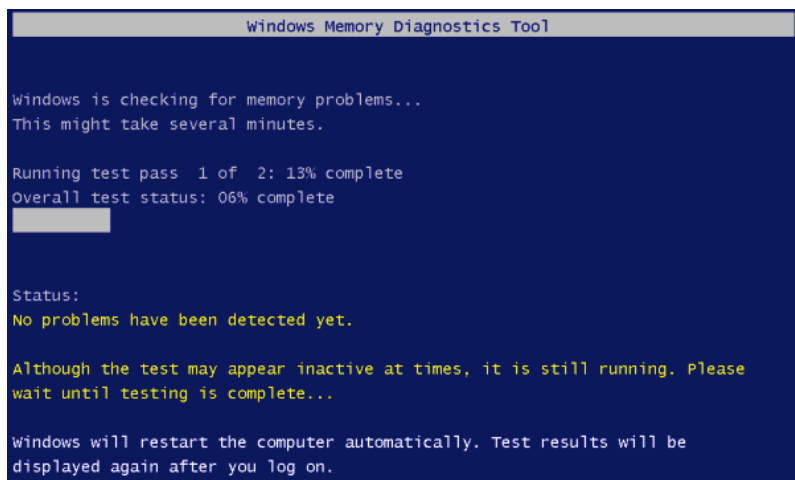 Windows Memory Diagnostics Tool
Windows is checking for memory problems...
This might take several minutes.
Running test pass  1 of  2: 13% complete
Overall test status: 06% complete
Status:
No problems have been detected yet.
Although the test may appear inactive at times, it is still running. Please
wait until testing is complete...
Windows will restart the computer automatically. Test results will be
displayed again after you log on.